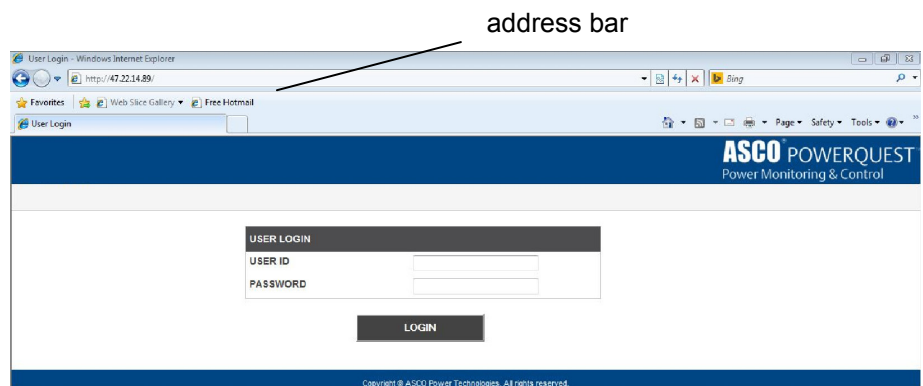 address bar
User Login - Windows Internet Explorer
http://47.22.14.89/
Bing
Favorites Web Slice Gallery Free Hotmail
User Login
Page Safety Tools
ASCO® POWERQUEST
Power Monitoring & Control
USER LOGIN
USER ID
PASSWORD
LOGIN
Copyright © ASCO Power Technologies. All rights reserved.